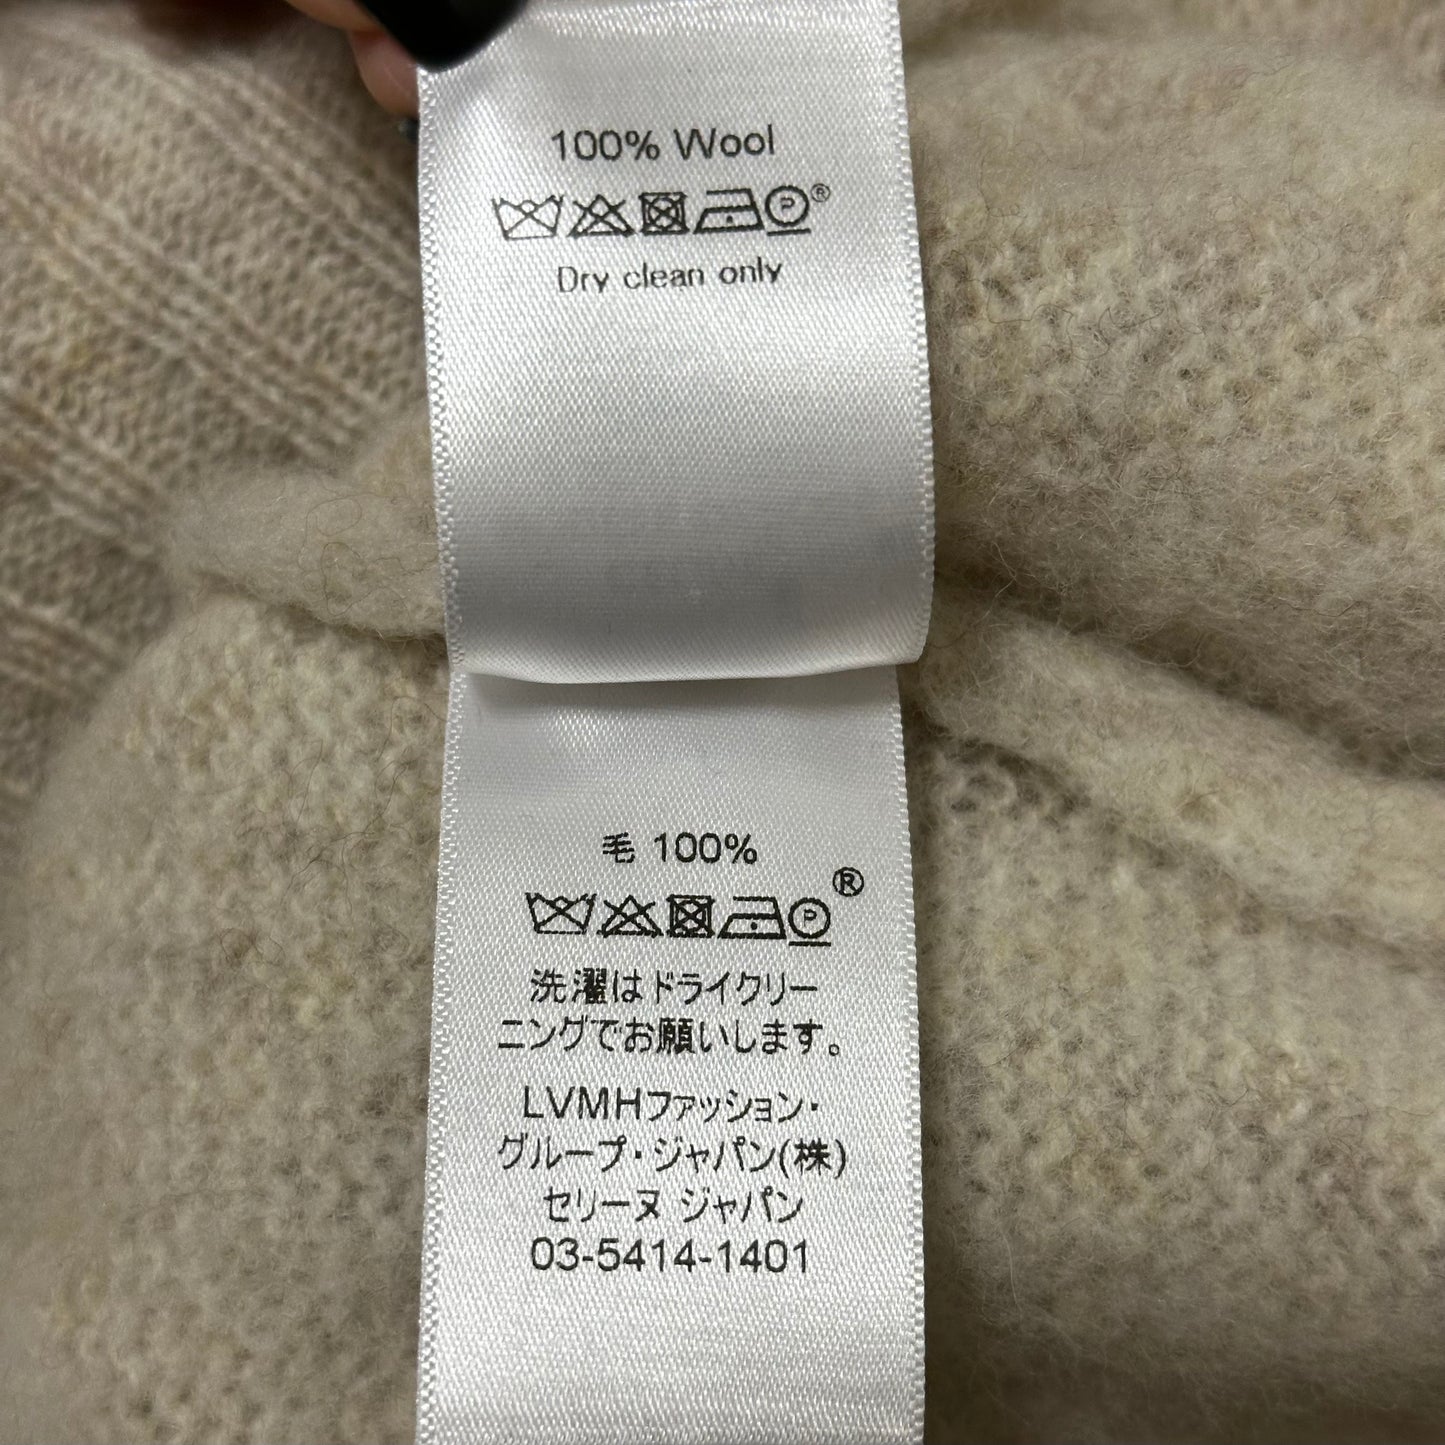 100% Wool
P ®
Dry clean only
毛 100%
P ®
洗濯はドライクリー
ニングでお願いします。
LVMHファッション・
グループ・ジャパン(株)
セリーヌ ジャパン
03-5414-1401